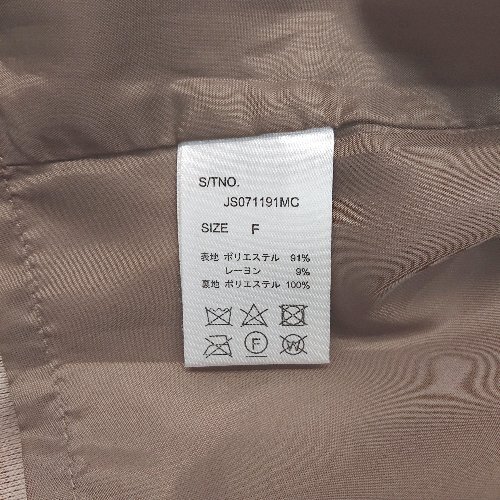 S/TNO.
JS071191MC
SIZE F
表地 ポリエステル 91%
レーヨン 9%
裏地 ポリエステル 100%
F
W